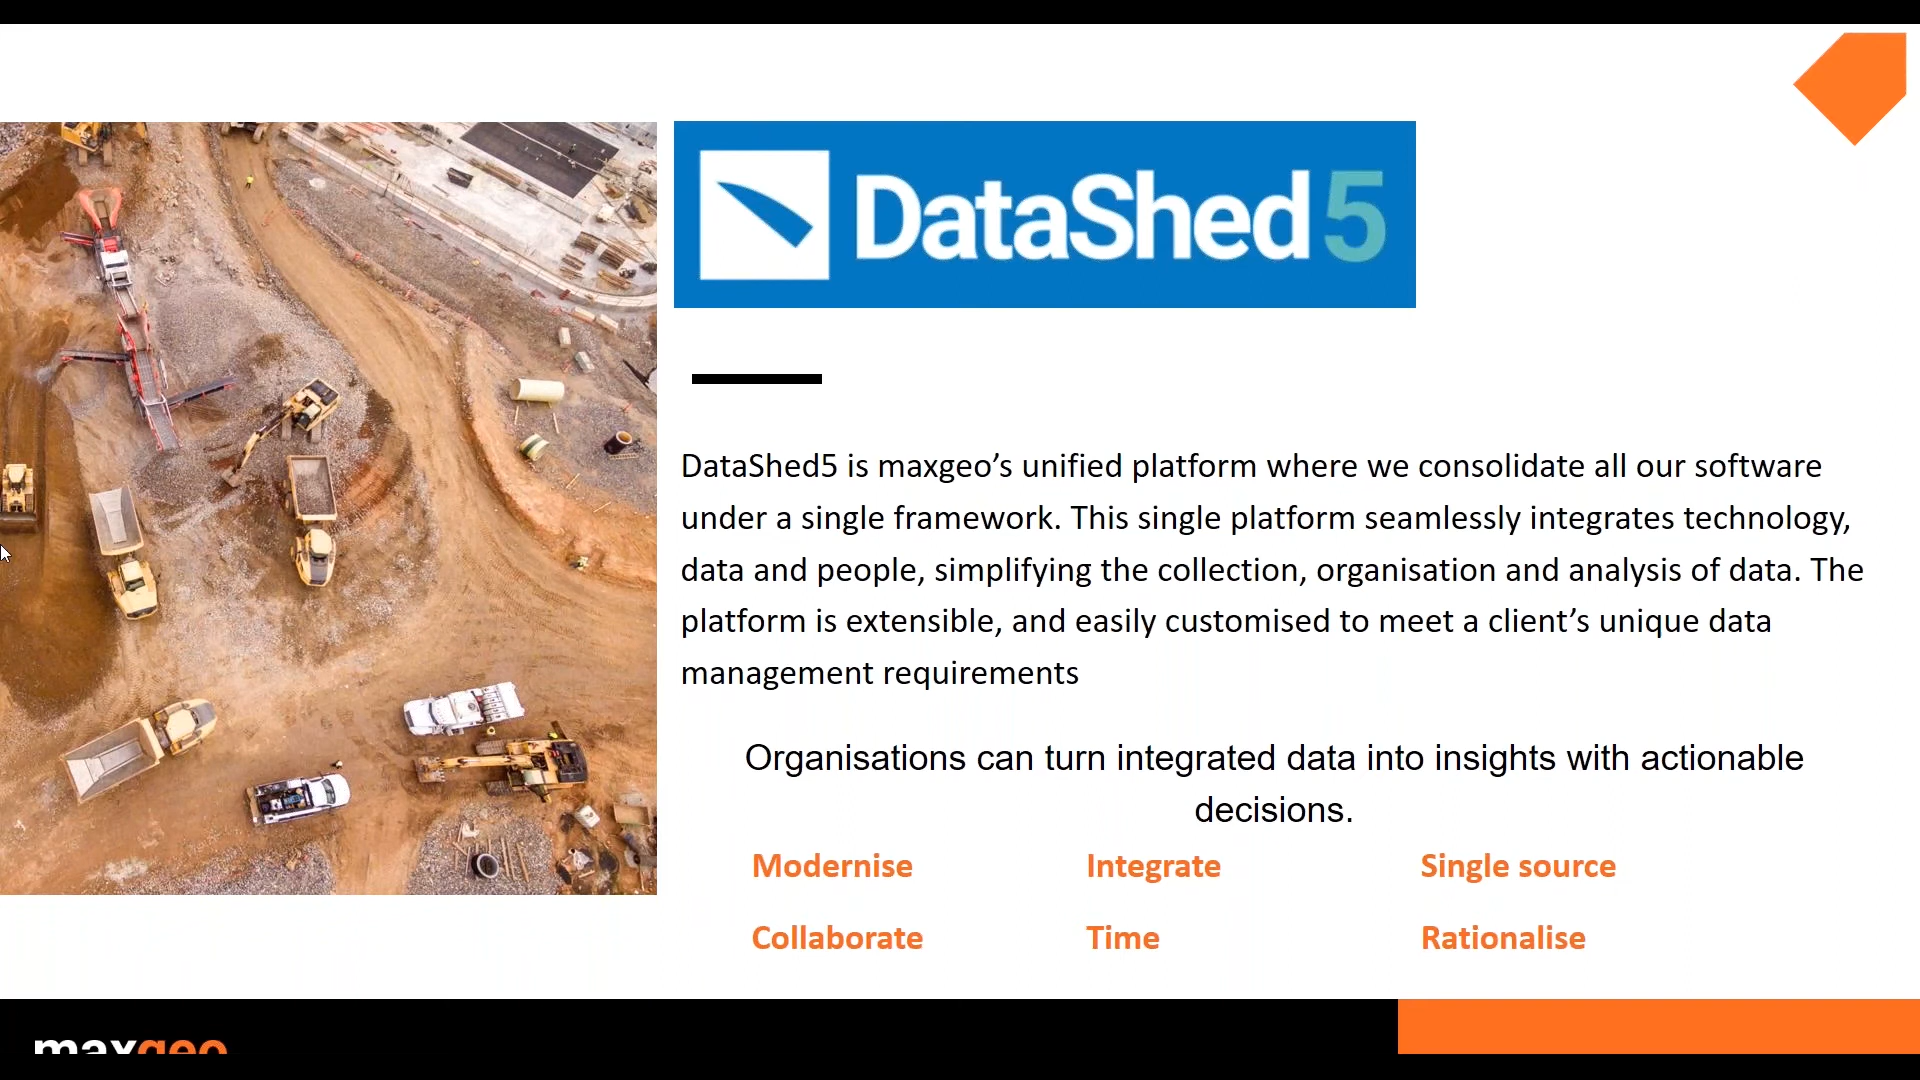 DataShed5
DataShed5 is maxgeo’s unified platform where we consolidate all our software
under a single framework. This single platform seamlessly integrates technology,
data and people, simplifying the collection, organisation and analysis of data. The
platform is extensible, and easily customised to meet a client’s unique data
management requirements
Organisations can turn integrated data into insights with actionable
decisions.
Modernise Integrate Single source
Collaborate Time Rationalise
maxgeo